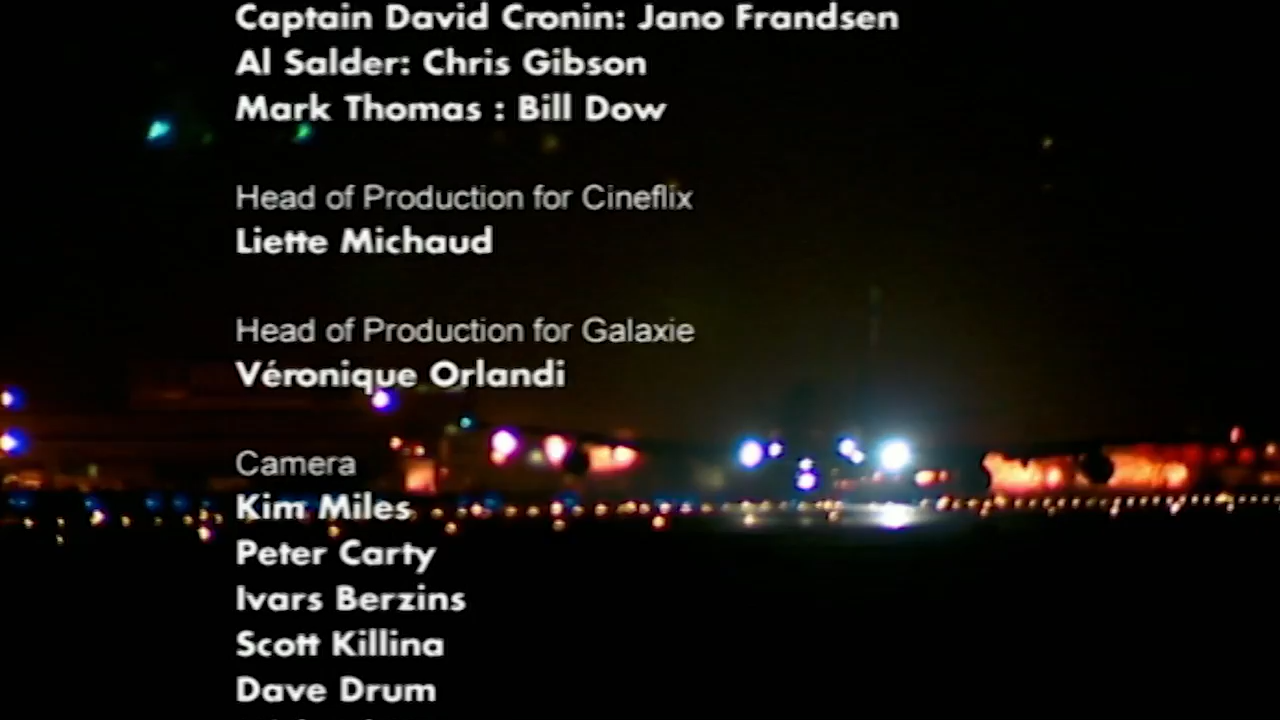 Captain David Cronin: Jano Frandsen
Al Salder: Chris Gibson
Mark Thomas : Bill Dow
Head of Production for Cineflix
Liette Michaud
Head of Production for Galaxie
Véronique Orlandi
Camera
Kim Miles
Peter Carty
Ivars Berzins
Scott Killina
Dave Drum